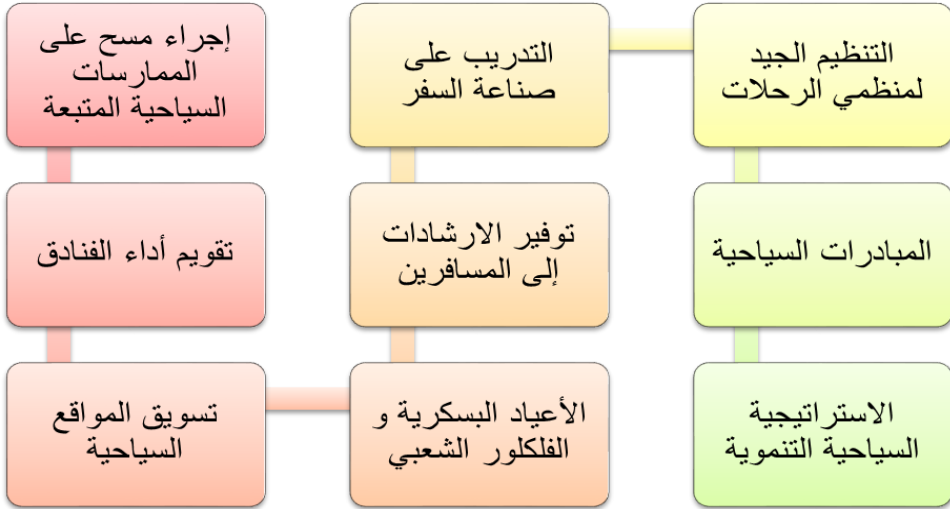 إجراء مسح على
الممارسات
السياحية المتبعة
تقويم أداء الفنادق
تسويق المواقع
السياحية
الأعياد البسكرية و
الفلكلور الشعبي
توفير الارشادات
إلى المسافرين
التدريب على
صناعة السفر
التنظيم الجيد
لمنظمي الرحلات
المبادرات السياحية
الاستراتيجية
السياحية التنموية